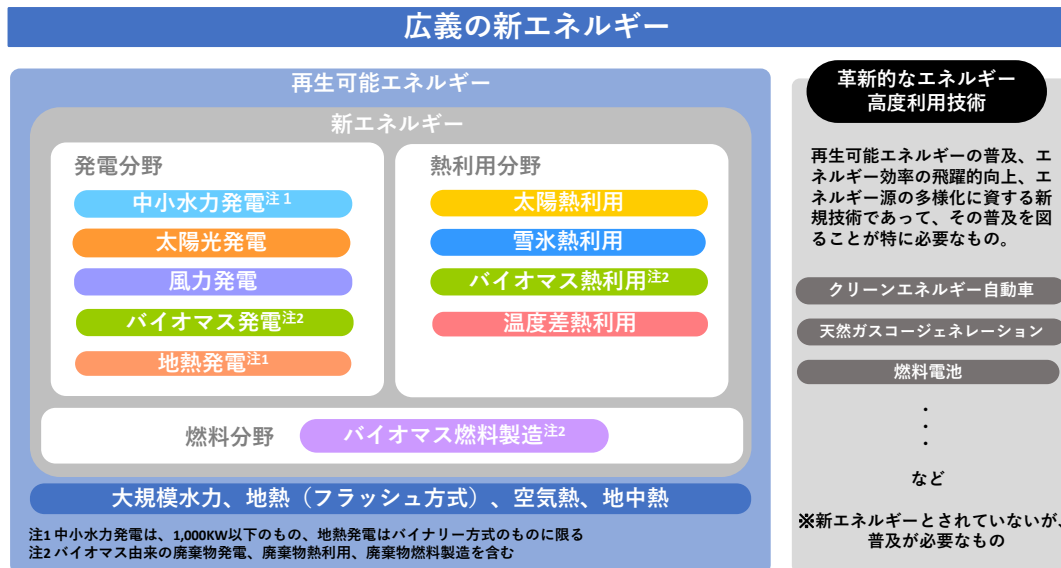 広義の新エネルギー
再生可能エネルギー
新エネルギー
発電分野
中小水力発電注1
太陽光発電
風力発電
バイオマス発電注2
地熱発電注1
熱利用分野
太陽熱利用
雪氷熱利用
バイオマス熱利用注2
温度差熱利用
燃料分野
バイオマス燃料製造注2
大規模水力、地熱（フラッシュ方式）、空気熱、地中熱
注1 中小水力発電は、1,000KW以下のもの、地熱発電はバイナリー方式のものに限る
注2 バイオマス由来の廃棄物発電、廃棄物熱利用、廃棄物燃料製造を含む
革新的なエネルギー
高度利用技術
再生可能エネルギーの普及、エ
ネルギー効率の飛躍的向上、エ
ネルギー源の多様化に資する新
規技術であって、その普及を図
ることが特に必要なもの。
クリーンエネルギー自動車
天然ガスコージェネレーション
燃料電池
・
・
・
など
※新エネルギーとされていないが、
普及が必要なもの